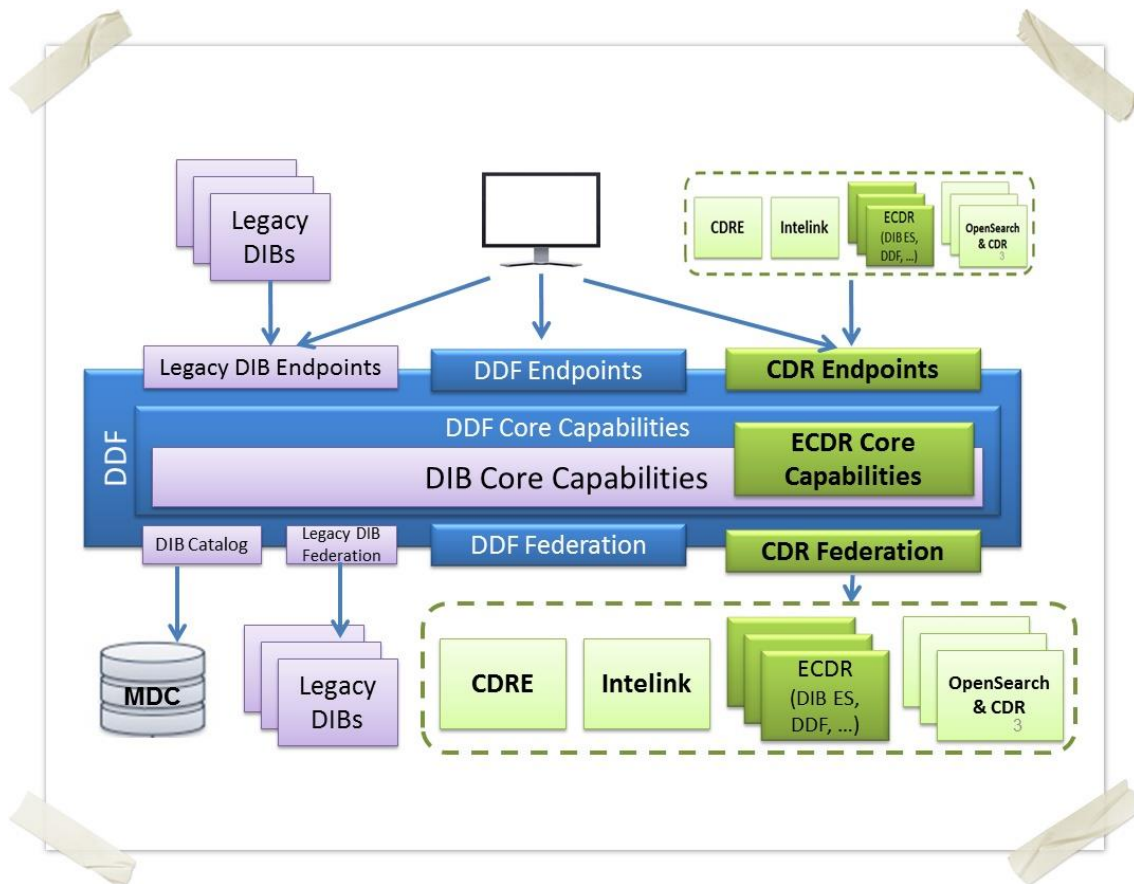 Legacy
DIBs
CDRE
Intelink
ECDR
(DIB ES,
DDF, ...)
OpenSearch
& CDR
3
Legacy DIB Endpoints
DDF Endpoints
CDR Endpoints
DDF
DDF Core Capabilities
DIB Core Capabilities
ECDR Core
Capabilities
DIB Catalog
Legacy DIB
Federation
DDF Federation
CDR Federation
MDC
Legacy
DIBs
CDRE
Intelink
ECDR
(DIB ES,
DDF, ...)
OpenSearch
& CDR
3